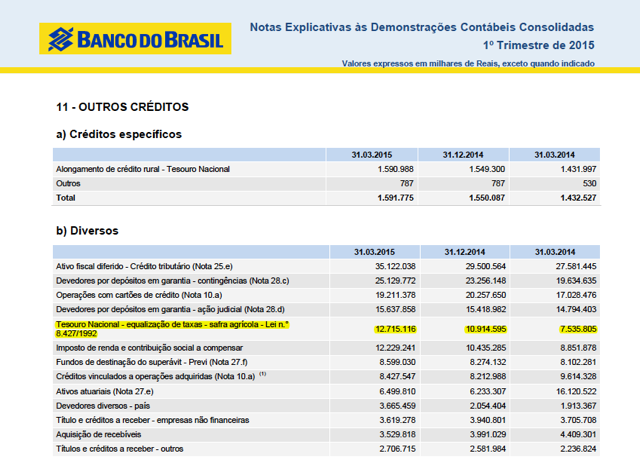 BANCO DO BRASIL
Notas Explicativas às Demonstrações Contábeis Consolidadas
1º Trimestre de 2015
Valores expressos em milhares de Reais, exceto quando indicado
11 - OUTROS CRÉDITOS
a) Créditos específicos
31.03.2015 31.12.2014 31.03.2014
Alongamento de crédito rural - Tesouro Nacional 1.590.988 1.549.300 1.431.997
Outros 787 787 530
Total 1.591.775 1.550.087 1.432.527
b) Diversos
31.03.2015 31.12.2014 31.03.2014
Ativo fiscal diferido - Crédito tributário (Nota 25.e) 35.122.038 29.500.564 27.581.445
Devedores por depósitos em garantia - contingências (Nota 28.c) 25.129.772 23.256.148 19.634.635
Operações com cartões de crédito (Nota 10.a) 19.211.378 20.257.650 17.028.476
Devedores por depósitos em garantia - ação judicial (Nota 28.d) 15.637.858 15.418.982 14.794.403
Tesouro Nacional - equalização de taxas - safra agrícola - Lei n.º
8.427/1992 12.715.116 10.914.595 7.535.805
Imposto de renda e contribuição social a compensar 12.229.241 10.435.285 8.851.878
Fundos de destinação do superávit - Previ (Nota 27.f) 8.599.030 8.274.132 8.102.281
Créditos vinculados a operações adquiridas (Nota 10.a) (1) 8.427.547 8.212.988 9.614.328
Ativos atuariais (Nota 27.e) 6.499.810 6.233.307 16.120.522
Devedores diversos - país 3.665.459 2.054.404 1.913.367
Título e créditos a receber - empresas não financeiras 3.619.278 3.940.801 3.705.708
Aquisição de recebíveis 3.529.818 3.991.029 4.409.301
Títulos e créditos a receber - outros 2.706.715 2.581.984 2.236.824